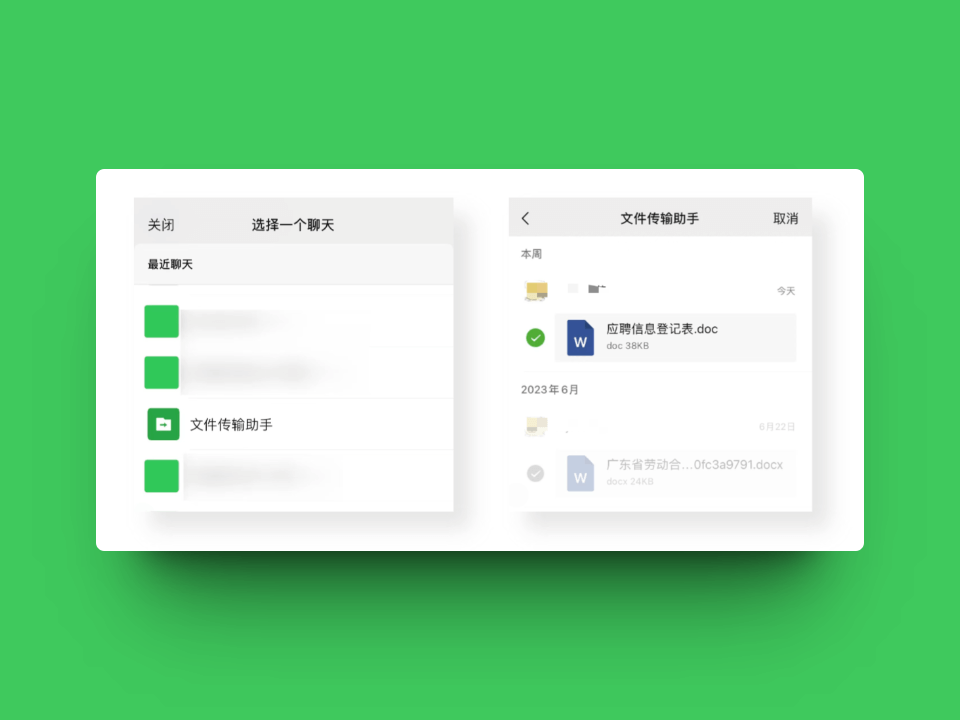 关闭
选择一个聊天
最近聊天
文件传输助手
文件传输助手
取消
本周
今天
W
应聘信息登记表.doc
doc 38KB
2023年6月
6月22日
W
广东省劳动合...0fc3a9791.docx
docx 24KB